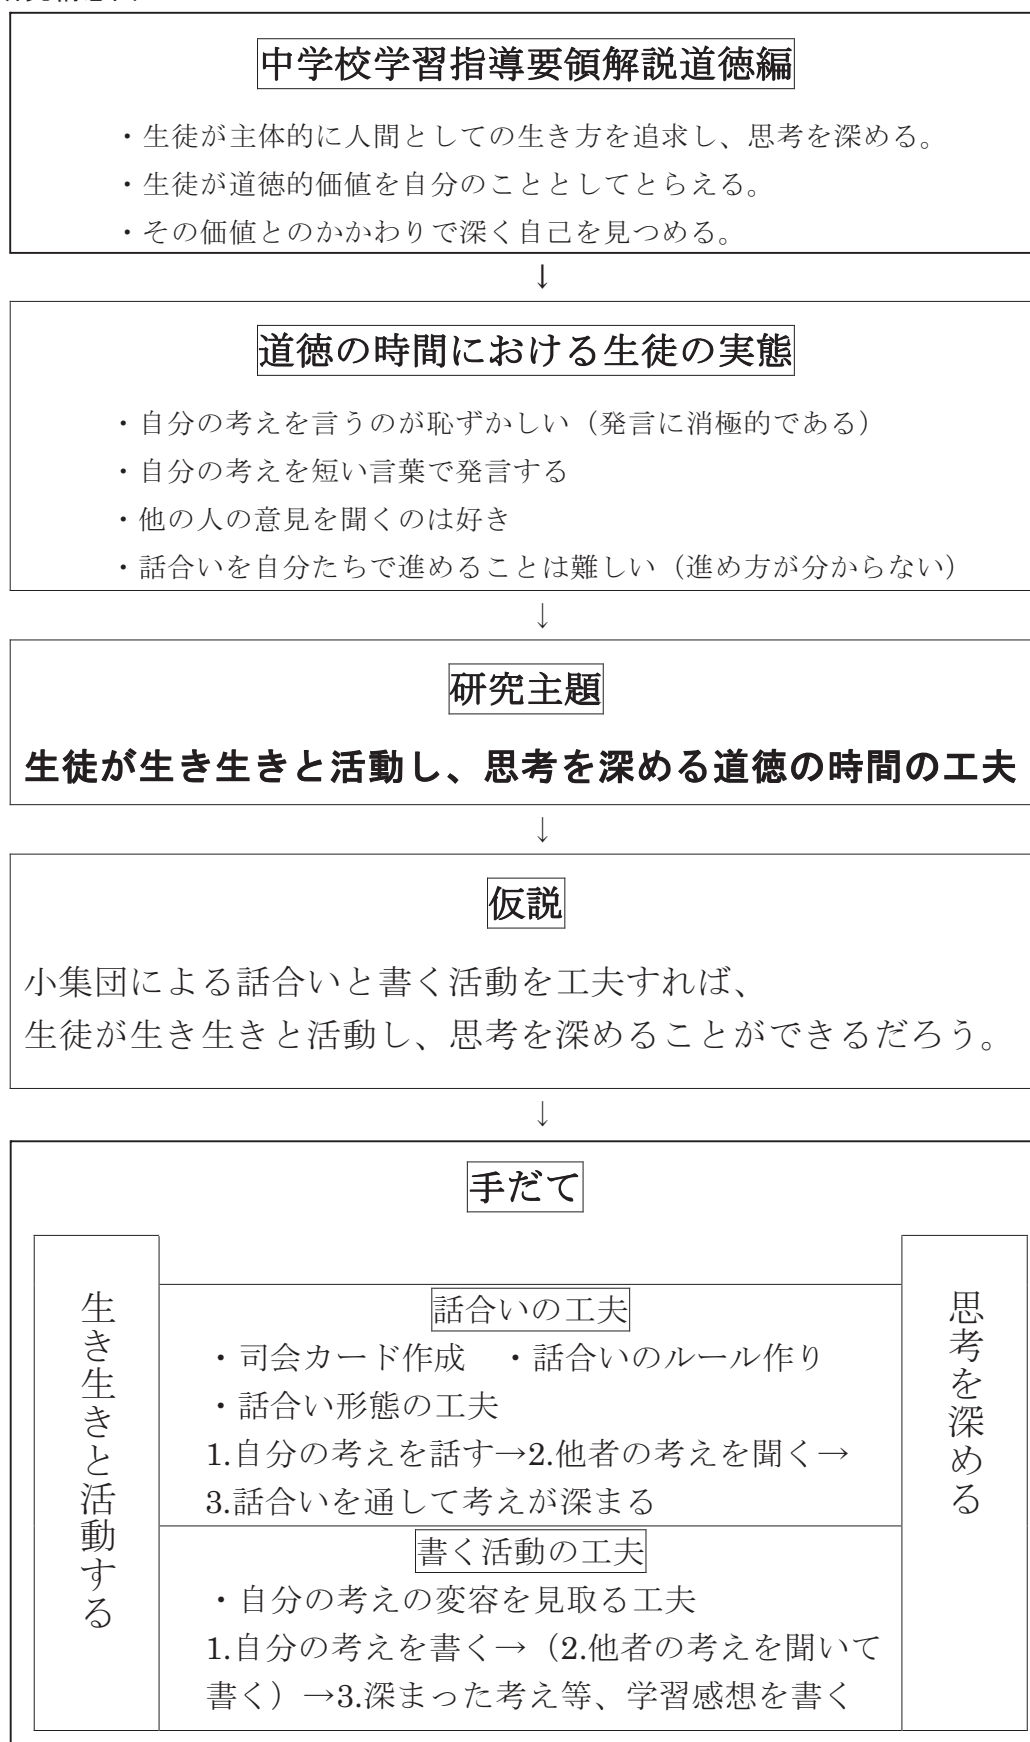 中学校学習指導要領解説道徳編
・生徒が主体的に人間としての生き方を追求し、思考を深める。
・生徒が道徳的価値を自分のこととしてとらえる。
・その価値とのかかわりで深く自己を見つめる。
↓
道徳の時間における生徒の実態
・自分の考えを言うのが恥ずかしい（発言に消極的である）
・自分の考えを短い言葉で発言する
・他の人の意見を聞くのは好き
・話合いを自分たちで進めることは難しい（進め方が分からない）
↓
研究主題
生徒が生き生きと活動し、思考を深める道徳の時間の工夫
↓
仮説
小集団による話合いと書く活動を工夫すれば、
生徒が生き生きと活動し、思考を深めることができるだろう。
↓
手だて
生き生きと活動する
話合いの工夫
・司会カード作成　・話合いのルール作り
・話合い形態の工夫
1.自分の考えを話す→2.他者の考えを聞く→
3.話合いを通して考えが深まる
書く活動の工夫
・自分の考えの変容を見取る工夫
1.自分の考えを書く→（2.他者の考えを聞いて
書く）→3.深まった考え等、学習感想を書く
思考を深める